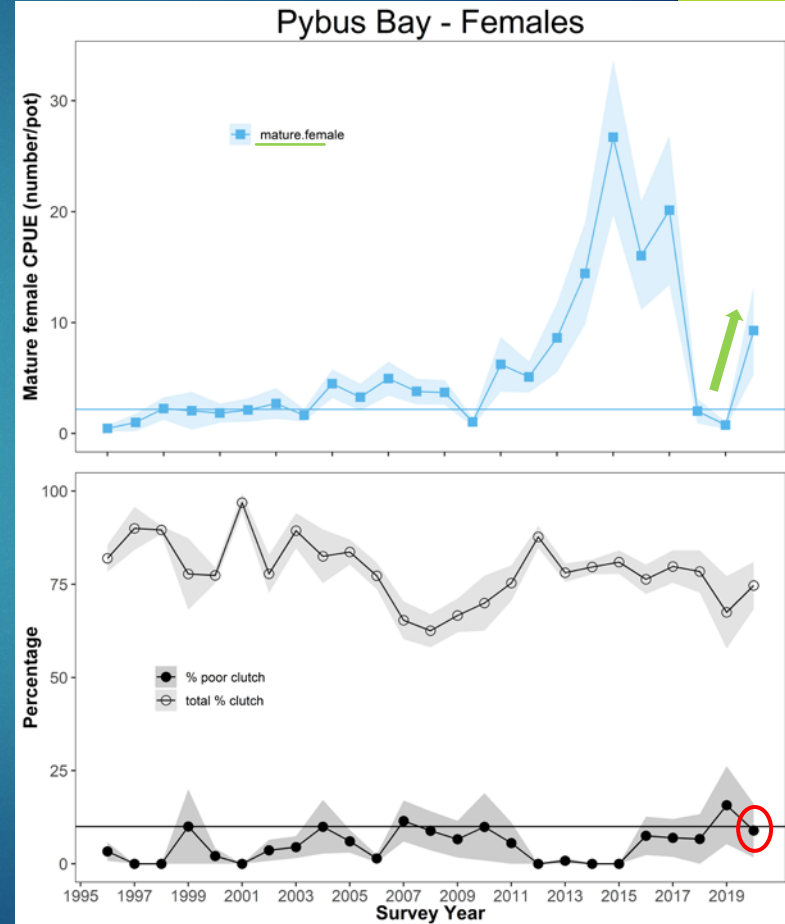 Pybus Bay - Females
Mature female CPUE (number/pot)
30
20
10
0
mature.female
Percentage
100
75
50
25
0
% poor clutch
total % clutch
1995 1997 1999 2001 2003 2005 2007 2009 2011 2013 2015 2017 2019
Survey Year